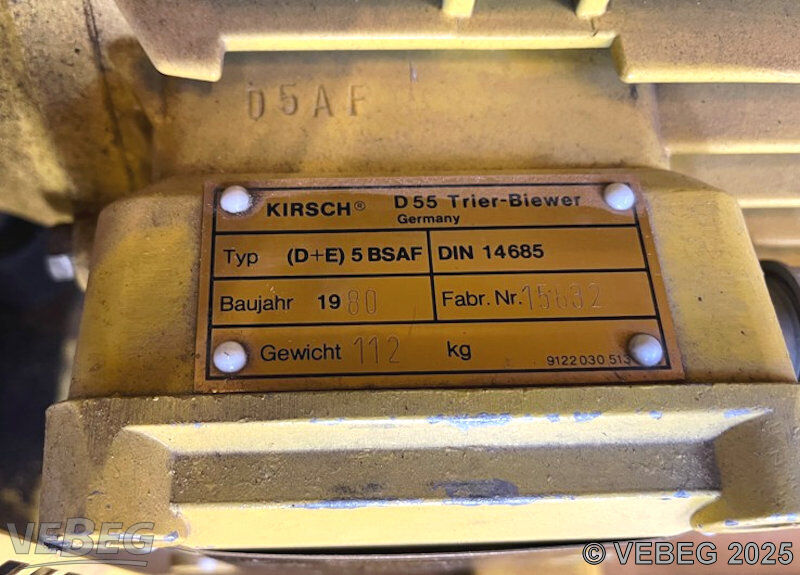 D5AF
KIRSCH® D 55 Trier-Biewer
Germany
Typ (D+E) 5 BSAF DIN 14685
Baujahr 1980 Fabr. Nr. 15632
Gewicht 112 kg 9122 030 513
VEBEG
© VEBEG 2025